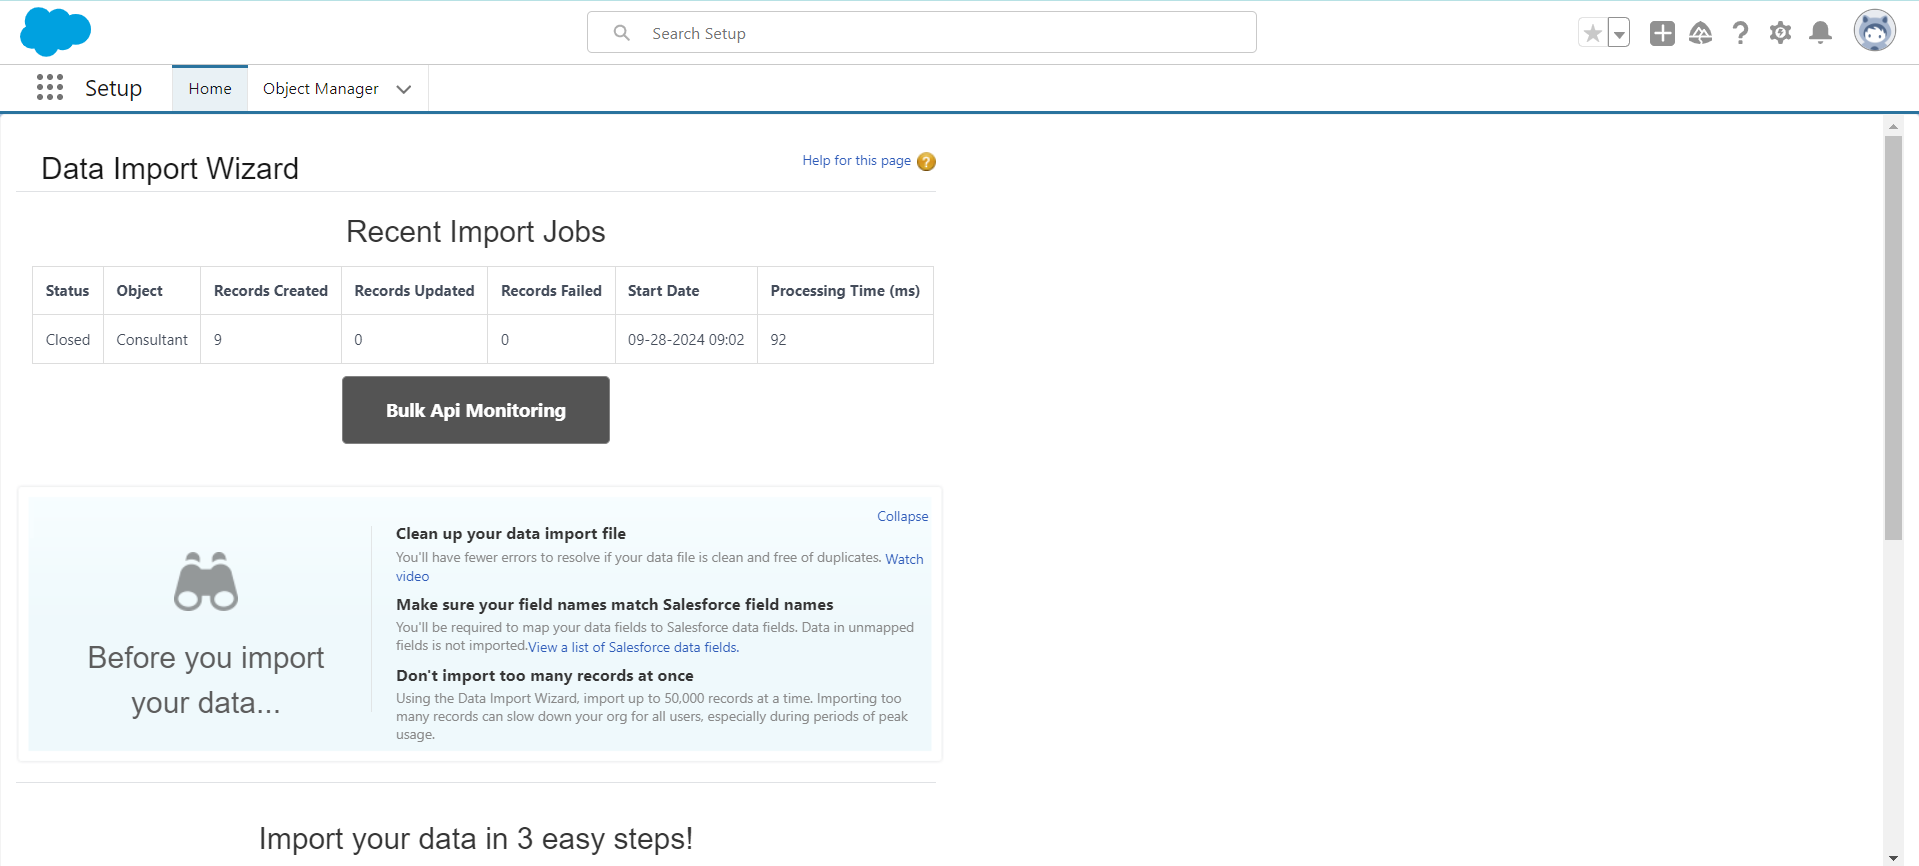 Search Setup
Setup
Home
Object Manager
Data Import Wizard
Help for this page ?
Recent Import Jobs
Status Object Records Created Records Updated Records Failed Start Date Processing Time (ms)
Closed Consultant 9 0 0 09-28-2024 09:02 92
Bulk Api Monitoring
Collapse
Before you import
your data...
Clean up your data import file
You'll have fewer errors to resolve if your data file is clean and free of duplicates. Watch
video
Make sure your field names match Salesforce field names
You'll be required to map your data fields to Salesforce data fields. Data in unmapped
fields is not imported.View a list of Salesforce data fields.
Don't import too many records at once
Using the Data Import Wizard, import up to 50,000 records at a time. Importing too
many records can slow down your org for all users, especially during periods of peak
usage.
Import your data in 3 easy steps!